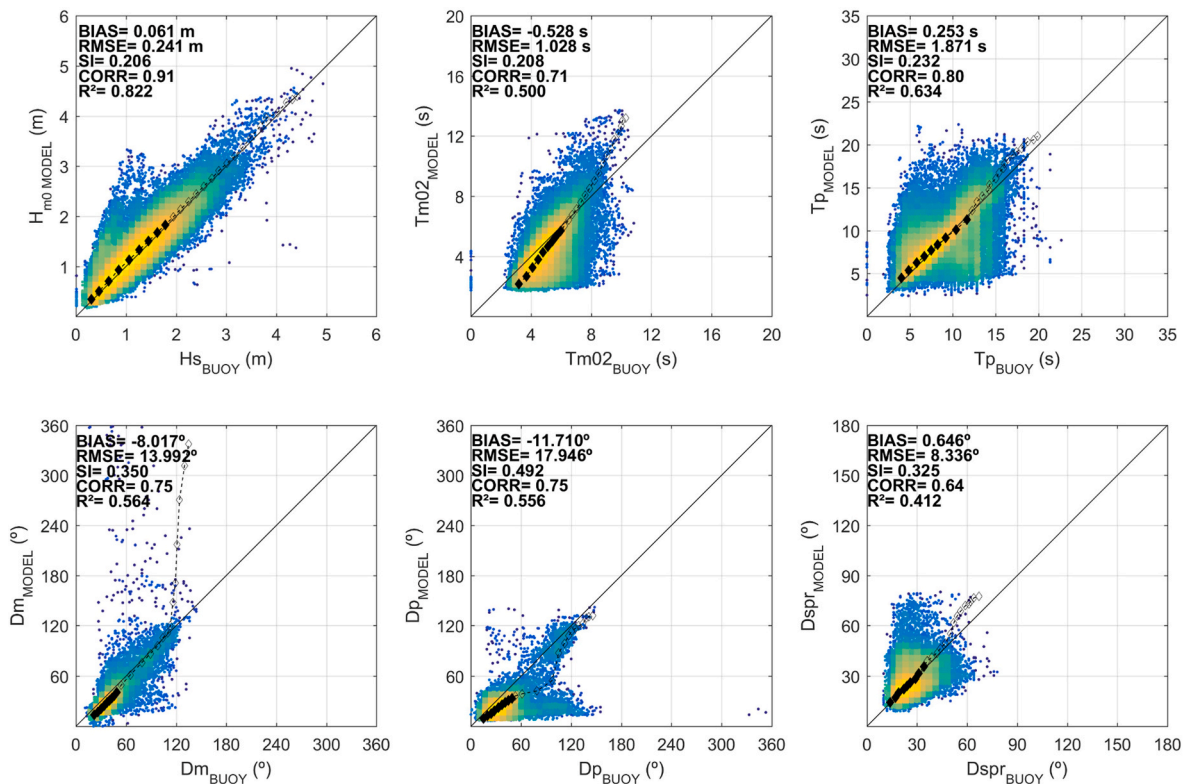 BIAS= 0.061 m
RMSE= 0.241 m
SI= 0.206
CORR= 0.91
R²= 0.822
6
5
4
3
2
1
H m0 MODEL (m)
0 1 2 3 4 5 6
Hs BUOY (m)
BIAS= -0.528 s
RMSE= 1.028 s
SI= 0.208
CORR= 0.71
R²= 0.500
20
16
12
8
4
Tm02 MODEL (s)
0 4 8 12 16 20
Tm02 BUOY (s)
BIAS= 0.253 s
RMSE= 1.871 s
SI= 0.232
CORR= 0.80
R²= 0.634
35
30
25
20
15
10
5
Tp MODEL (s)
0 5 10 15 20 25 30 35
Tp BUOY (s)
BIAS= -8.017º
RMSE= 13.992º
SI= 0.350
CORR= 0.75
R²= 0.564
360
300
240
180
120
60
Dm MODEL (º)
0 60 120 180 240 300 360
Dm BUOY (º)
BIAS= -11.710º
RMSE= 17.946º
SI= 0.492
CORR= 0.75
R²= 0.556
360
300
240
180
120
60
Dp MODEL (º)
0 60 120 180 240 300 360
Dp BUOY (º)
BIAS= 0.646º
RMSE= 8.336º
SI= 0.325
CORR= 0.64
R²= 0.412
180
150
120
90
60
30
Dspr MODEL (º)
0 30 60 90 120 150 180
Dspr BUOY (º)